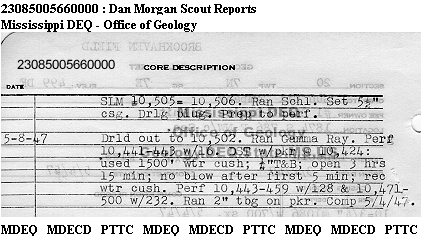 23085005660000 : Dan Morgan Scout Reports
Mississippi DEQ - Office of Geology
23085005660000
CORE DESCRIPTION
DATE
SLM 10,505= 10,506. Ran Schl. Set 5½"
csg. Drlg plug. Prep to perf.
5-8-47 Drld out to 10,502. Ran Gamma Ray. Perf
10,441-443 w/16. DST w/pkr @ 10,424:
used 1500' wtr cush; ¼"T&B; open 3 hrs
15 min; no blow after first 5 min; rec
wtr cush. Perf 10,443-459 w/128 & 10,471-
500 w/232. Ran 2" tbg on pkr. Comp 5/4/47.
MDEQ MDECD PTTC MDEQ MDECD PTTC MDEQ MDECD PTTC